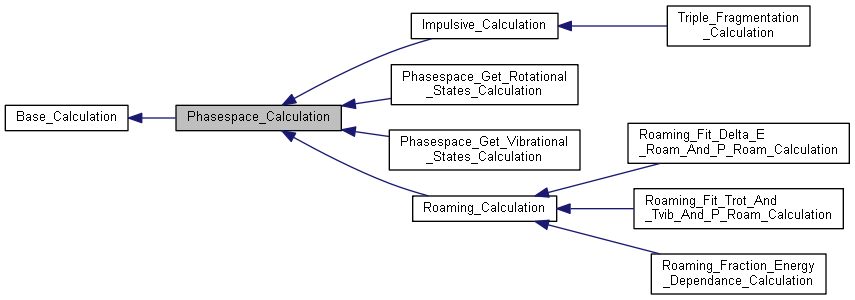 Base_Calculation
Phasespace_Calculation
Impulsive_Calculation
Triple_Fragmentation
_Calculation
Phasespace_Get_Rotational
_States_Calculation
Phasespace_Get_Vibrational
_States_Calculation
Roaming_Calculation
Roaming_Fit_Delta_E
_Roam_And_P_Roam_Calculation
Roaming_Fit_Trot_And
_Tvib_And_P_Roam_Calculation
Roaming_Fraction_Energy
_Dependance_Calculation